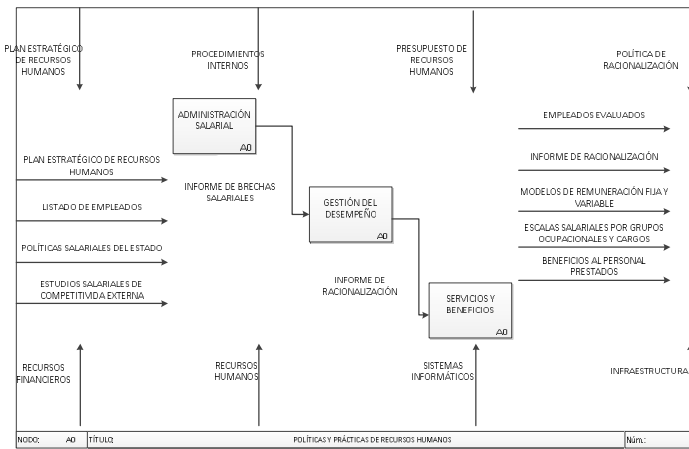 PLAN ESTRATÉGICO
DE RECURSOS
HUMANOS
PROCEDIMIENTOS
INTERNOS
PRESUPUESTO DE
RECURSOS
HUMANOS
POLÍTICA DE
RACIONALIZACIÓN
ADMINISTRACIÓN
SALARIAL
A0
EMPLEADOS EVALUADOS
PLAN ESTRATÉGICO DE RECURSOS
HUMANOS
INFORME DE RACIONALIZACIÓN
INFORME DE BRECHAS
SALARIALES
GESTIÓN DEL
DESEMPEÑO
A0
MODELOS DE REMUNERACIÓN FIJA Y
VARIABLE
LISTADO DE EMPLEADOS
ESCALAS SALARIALES POR GRUPOS
OCUPACIONALES Y CARGOS
POLÍTICAS SALARIALES DEL ESTADO
BENEFICIOS AL PERSONAL
PRESTADOS
ESTUDIOS SALARIALES DE
COMPETITIVIDA EXTERNA
INFORME DE
RACIONALIZACIÓN
SERVICIOS Y
BENEFICIOS
A0
RECURSOS
FINANCIEROS
RECURSOS
HUMANOS
SISTEMAS
INFORMÁTICOS
INFRAESTRUCTURA
NODO: A0 TÍTULO: POLÍTICAS Y PRÁCTICAS DE RECURSOS HUMANOS Núm.: